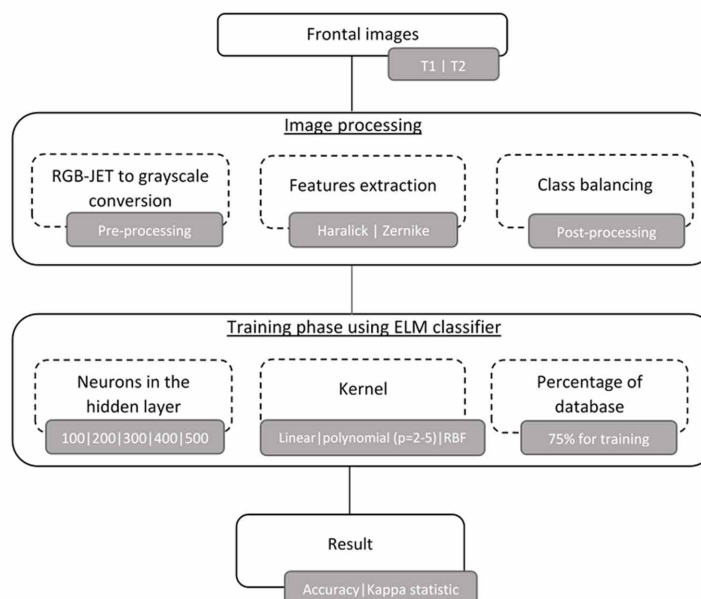 Frontal images
T1 | T2
Image processing
RGB-JET to grayscale
conversion
Pre-processing
Features extraction
Haralick | Zernike
Class balancing
Post-processing
Training phase using ELM classifier
Neurons in the
hidden layer
100|200|300|400|500
Kernel
Linear|polynomial (p=2-5)|RBF
Percentage of
database
75% for training
Result
Accuracy|Kappa statistic